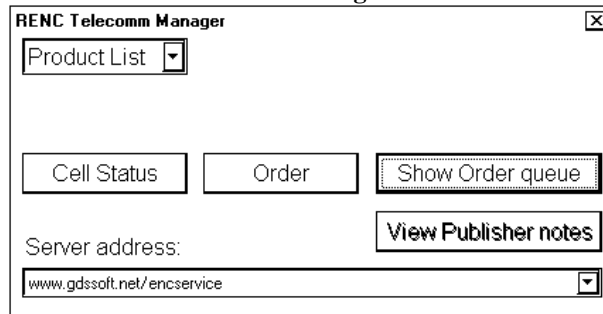 RENC Telecomm Manager
Product List
Cell Status
Order
Show Order queue
View Publisher notes
Server address:
www.gdssoft.net/encservice